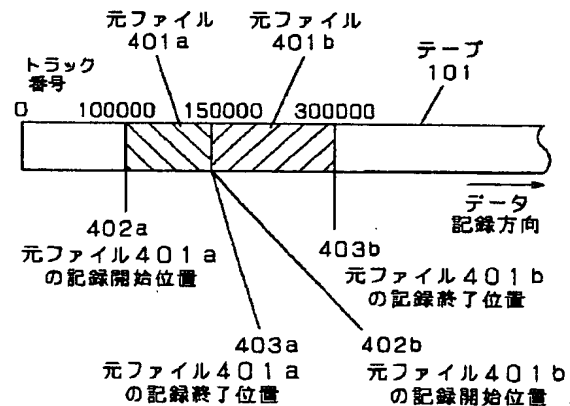 元ファイル
401a
元ファイル
401b
テープ
101
トラック
番号
0 100000 150000 300000
データ
記録方向
402a
元ファイル401a
の記録開始位置
403b
元ファイル401b
の記録終了位置
403a
元ファイル401a
の記録終了位置
402b
元ファイル401b
の記録開始位置